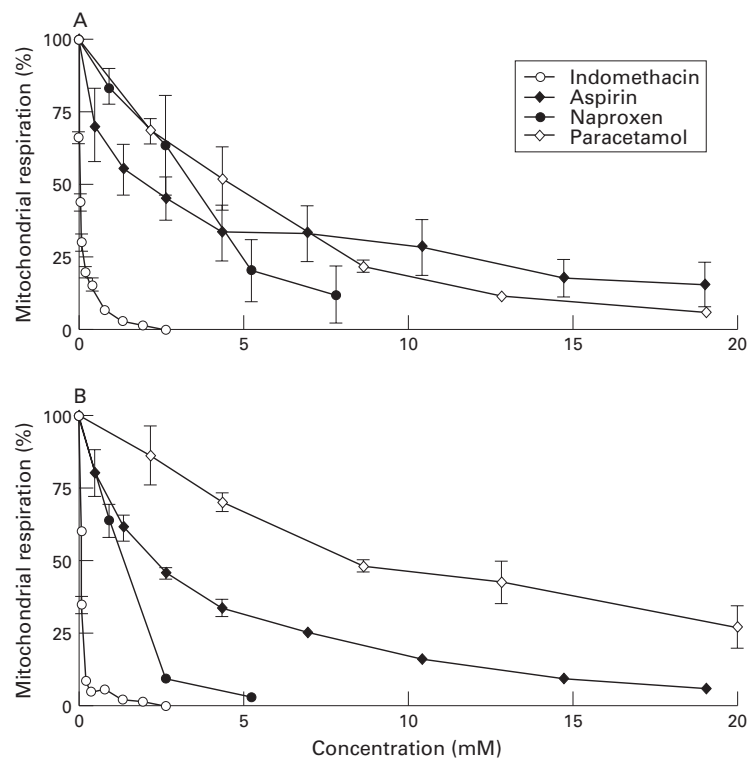 A
Mitochondrial respiration (%)
100
75
50
25
0
0
5
10
15
20
Indomethacin
Aspirin
Naproxen
Paracetamol
B
Mitochondrial respiration (%)
100
75
50
25
0
0
5
10
15
20
Concentration (mM)